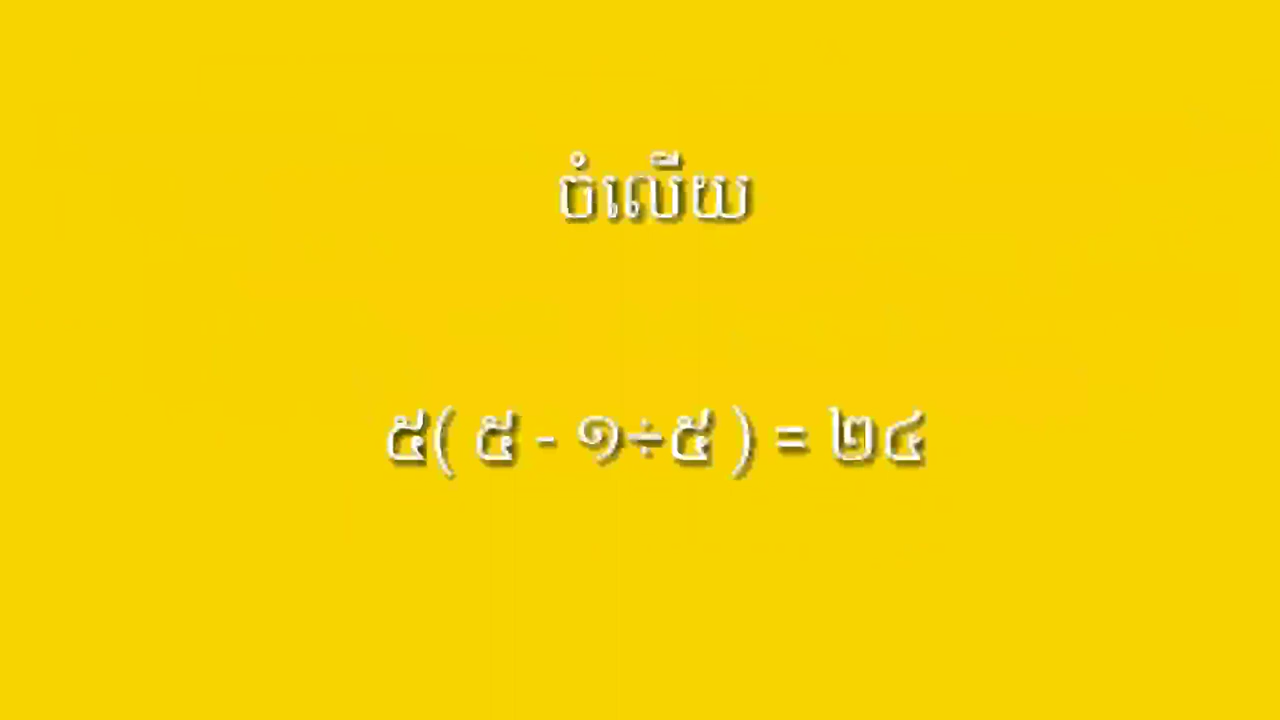 ចំលើយ
៥( ៥ - ១÷៥ ) = ២៤